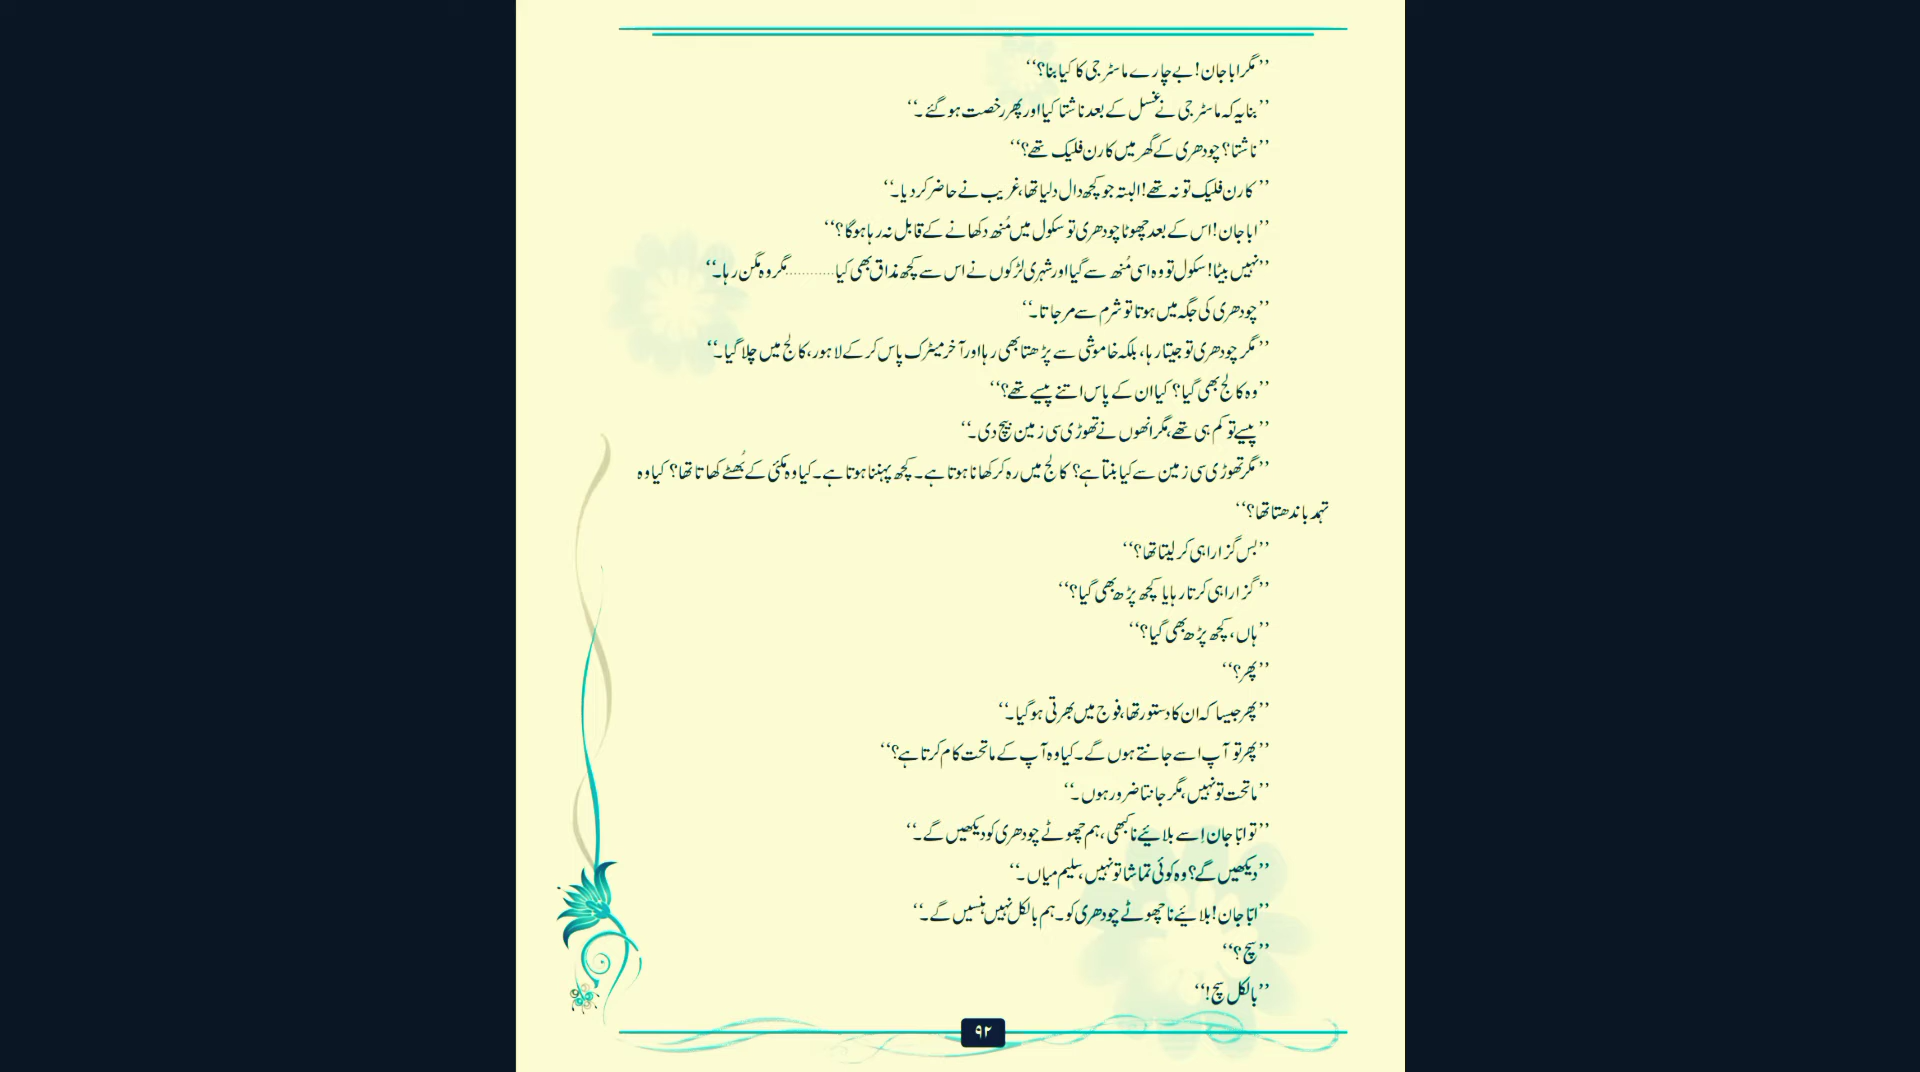 ’’مگر ابا جان! بے چارے ماسٹر جی کا کیا بنا؟‘‘
’’بنا یہ کہ ماسٹر جی نے غسل کے بعد ناشتا کیا اور پھر رخصت ہو گئے۔‘‘
’’ناشتا؟ چودھری کے گھر میں کارن فلیک تھے؟‘‘
’’کارن فلیک تو نہ تھے! البتہ جو کچھ دال دلیا تھا، غریب نے حاضر کر دیا۔‘‘
’’ابا جان! اس کے بعد چھوٹا چودھری تو سکول میں مُنھ دکھانے کے قابل نہ رہا ہوگا؟‘‘
’’نہیں بیٹا! سکول تو وہ اسی مُنھ سے گیا اور شہری لڑکوں نے اس سے کچھ مذاق بھی کیا............مگر وہ مگن رہا۔‘‘
’’چودھری کی جگہ میں ہوتا تو شرم سے مر جاتا۔‘‘
’’مگر چودھری تو جیتا رہا، بلکہ خاموشی سے پڑھتا بھی رہا اور آخر میٹرک پاس کر کے لاہور، کالج میں چلا گیا۔‘‘
’’وہ کالج بھی گیا؟ کیا ان کے پاس اتنے پیسے تھے؟‘‘
’’پیسے تو کم ہی تھے، مگر انھوں نے تھوڑی سی زمین بیچ دی۔‘‘
’’مگر تھوڑی سی زمین سے کیا بنتا ہے؟ کالج میں رہ کر کھانا ہوتا ہے۔ کچھ پہننا ہوتا ہے۔ کیا وہ مکئی کے بُھٹے کھاتا تھا؟ کیا وہ
تہمد باندھتا تھا؟‘‘
’’بس گزارا ہی کر لیتا تھا؟‘‘
’’گزارا ہی کرتا رہا یا کچھ پڑھ بھی گیا؟‘‘
’’ہاں، کچھ پڑھ بھی گیا؟‘‘
’’پھر؟‘‘
’’پھر جیسا کہ ان کا دستور تھا، فوج میں بھرتی ہو گیا۔‘‘
’’پھر تو آپ اسے جانتے ہوں گے۔ کیا وہ آپ کے ماتحت کام کرتا ہے؟‘‘
’’ماتحت تو نہیں، مگر جانتا ضرور ہوں۔‘‘
’’تو ابّا جان اِسے بلائیے نا کبھی، ہم چھوٹے چودھری کو دیکھیں گے۔‘‘
’’دیکھیں گے؟ وہ کوئی تماشا تو نہیں، سلیم میاں۔‘‘
’’ابّا جان! بلائیے نا چھوٹے چودھری کو۔ ہم بالکل نہیں ہنسیں گے۔‘‘
’’سچ؟‘‘
’’بالکل سچ!‘‘
۹۲